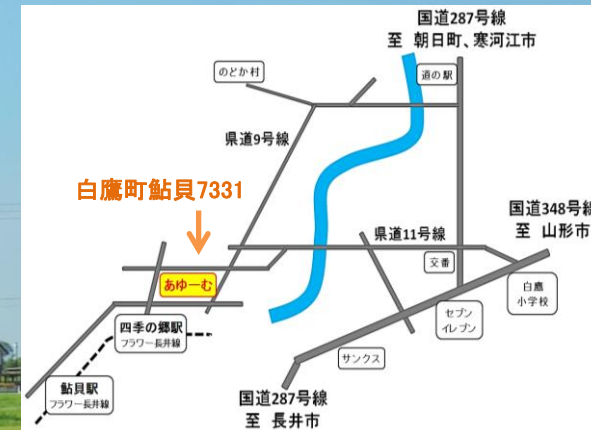 国道287号線
至 朝日町、寒河江市
のどか村
道の駅
県道9号線
白鷹町鮎貝7331
国道348号線
至 山形市
県道11号線
交番
あゆーむ
白鷹
小学校
セブン
イレブン
四季の郷駅
フラワー長井線
サンクス
鮎貝駅
フラワー長井線
国道287号線
至 長井市